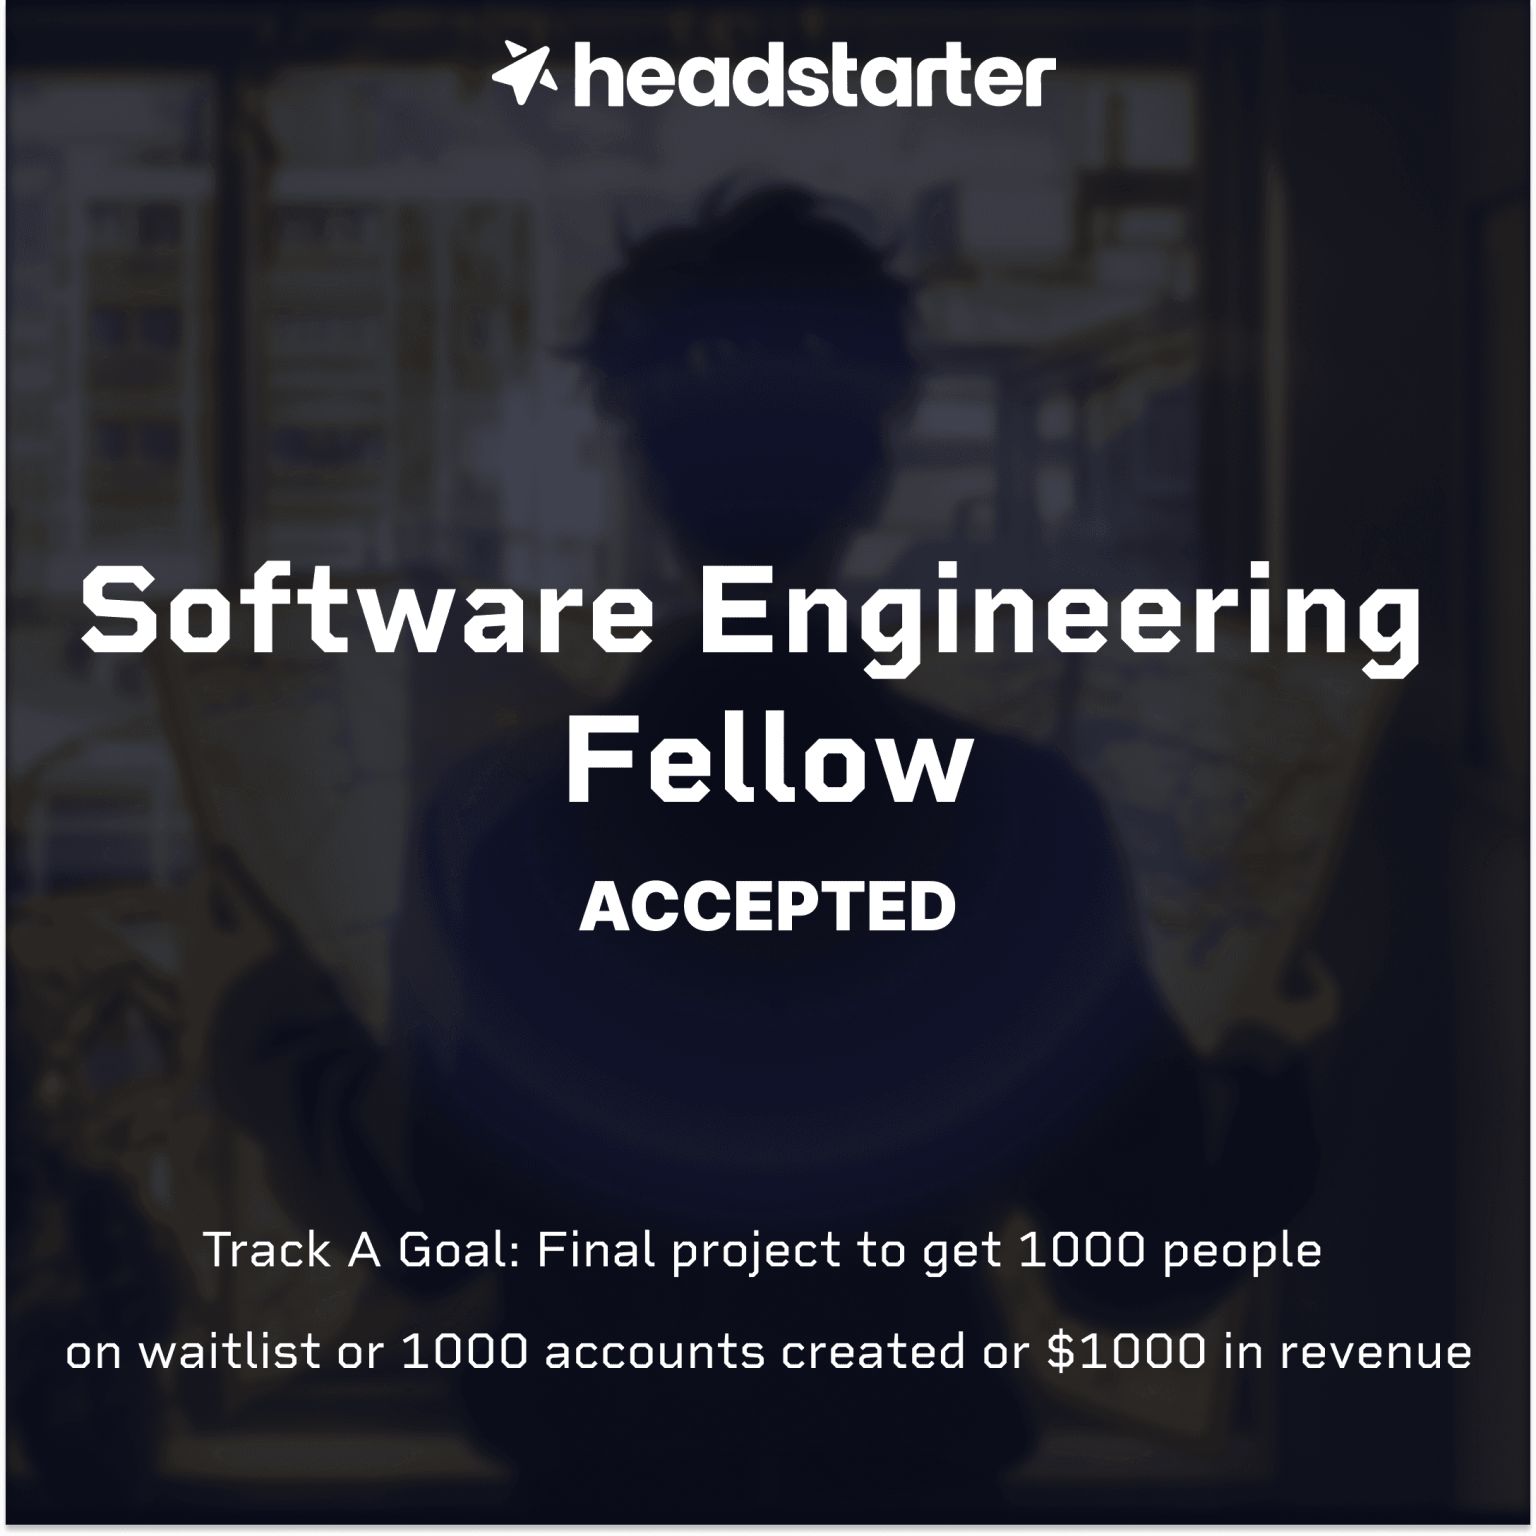 headstarter
Software Engineering
Fellow
ACCEPTED
Track A Goal: Final project to get 1000 people
on waitlist or 1000 accounts created or $1000 in revenue